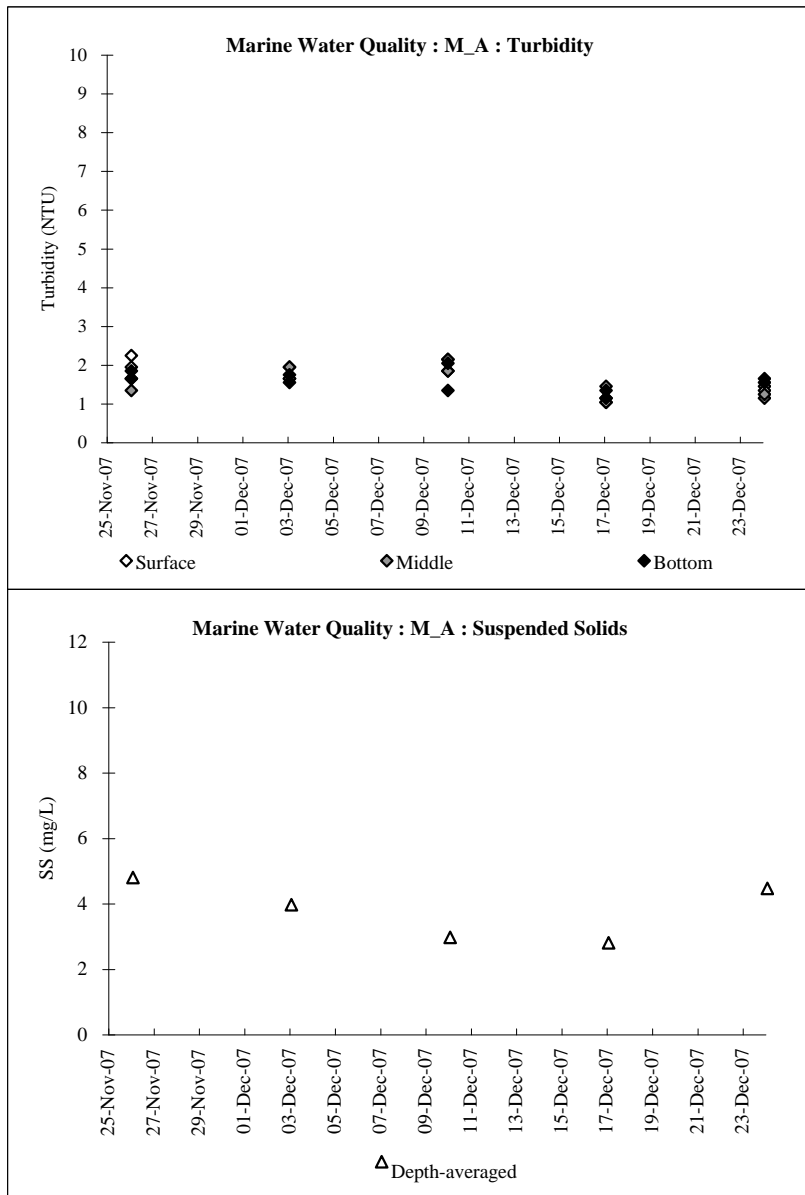 Marine Water Quality : M_A : Turbidity
10
9
8
7
6
5
4
3
2
1
0
Turbidity (NTU)
25-Nov-07
27-Nov-07
29-Nov-07
01-Dec-07
03-Dec-07
05-Dec-07
07-Dec-07
09-Dec-07
11-Dec-07
13-Dec-07
15-Dec-07
17-Dec-07
19-Dec-07
21-Dec-07
23-Dec-07
Surface Middle Bottom
Marine Water Quality : M_A : Suspended Solids
12
10
8
6
4
2
0
SS (mg/L)
25-Nov-07
27-Nov-07
29-Nov-07
01-Dec-07
03-Dec-07
05-Dec-07
07-Dec-07
09-Dec-07
11-Dec-07
13-Dec-07
15-Dec-07
17-Dec-07
19-Dec-07
21-Dec-07
23-Dec-07
Depth-averaged